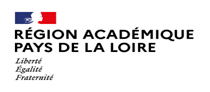 RÉGION ACADÉMIQUE
PAYS DE LA LOIRE
Liberté
Égalité
Fraternité